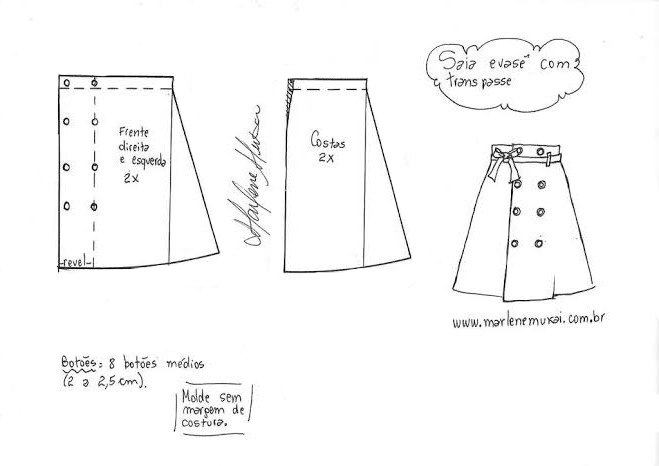 Saia evasê com
transpasse
Frente
direita
e esquerda
2x
Costas
2x
Marlene Mukai
revel
www.marlenemukai.com.br
Botões: 8 botões médios
(2 a 2,5 cm).
Molde sem
margem de
costura.